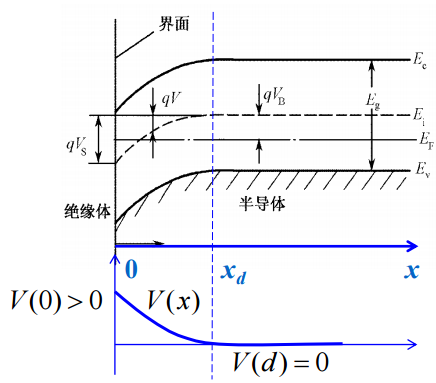 界面
E_c
qV
qV_B
E_g
E_i
qV_S
E_F
E_v
绝缘体
半导体
0
x_d
x
V(0)>0
V(x)
V(d)=0